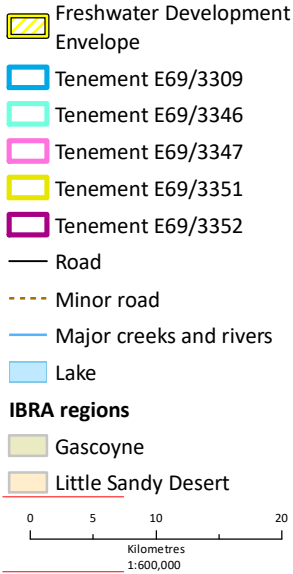 Freshwater Development
Envelope
Tenement E69/3309
Tenement E69/3346
Tenement E69/3347
Tenement E69/3351
Tenement E69/3352
Road
Minor road
Major creeks and rivers
Lake
IBRA regions
Gascoyne
Little Sandy Desert
0 5 10 20
Kilometres
1:600,000